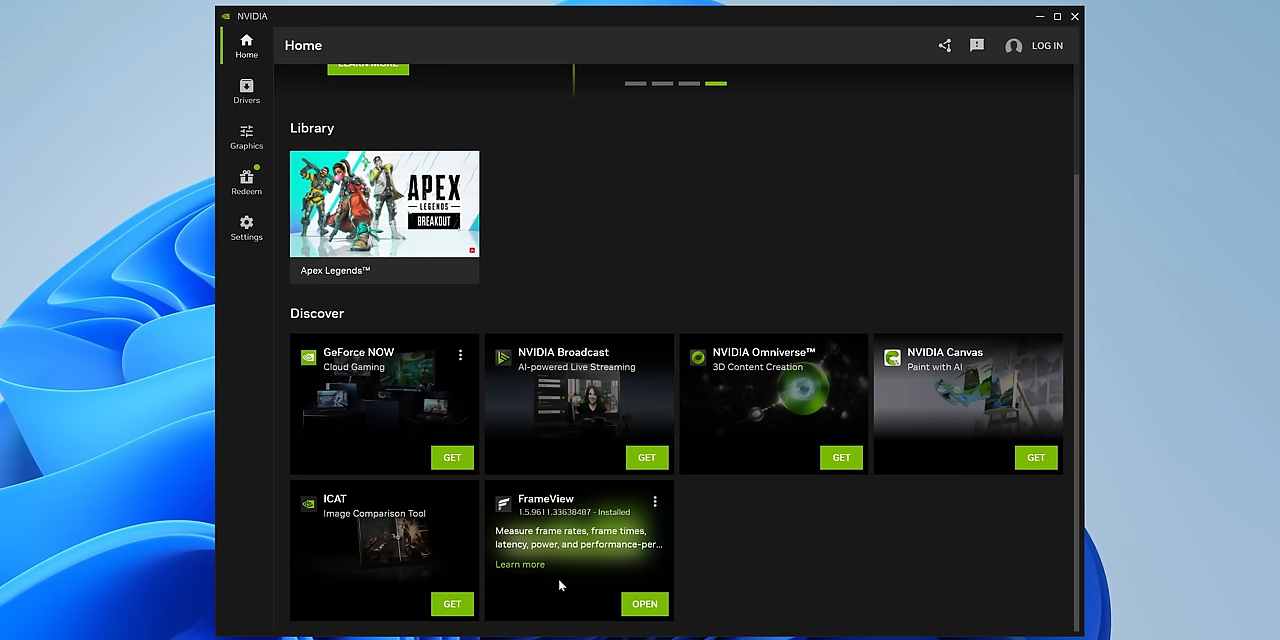 NVIDIA
Home
LOG IN
Home
Drivers
Graphics
Redeem
Settings
LEARN MORE
Library
APEX
LEGENDS
BREAKOUT
Apex Legends™
Discover
GeForce NOW
Cloud Gaming
GET
NVIDIA Broadcast
AI-powered Live Streaming
GET
NVIDIA Omniverse™
3D Content Creation
GET
NVIDIA Canvas
Paint with AI
GET
ICAT
Image Comparison Tool
GET
FrameView
1.5.9611.33638487 - Installed
Measure frame rates, frame times,
latency, power, and performance-per...
Learn more
OPEN